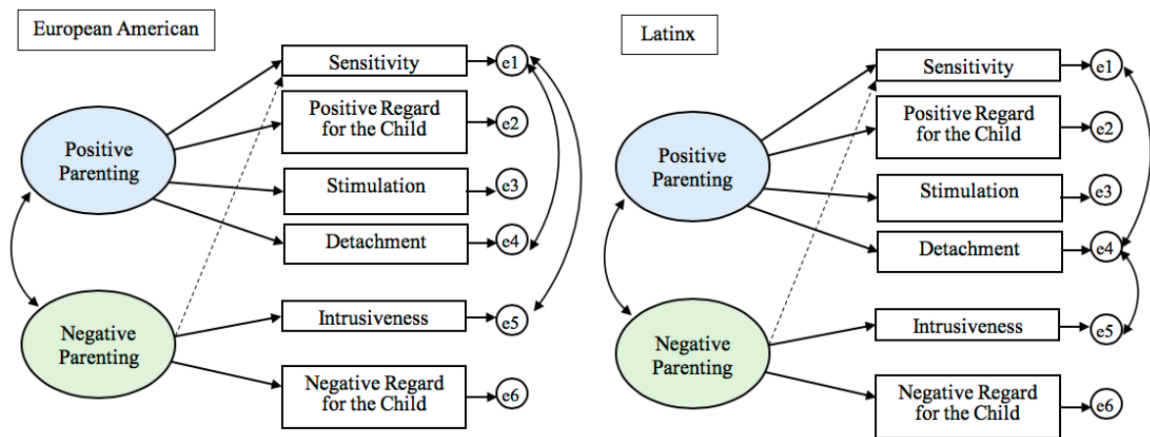 European American
Sensitivity
e1
Positive Regard
for the Child
e2
Positive
Parenting
Stimulation
e3
Detachment
e4
Intrusiveness
e5
Negative
Parenting
Negative Regard
for the Child
e6
Latinx
Sensitivity
e1
Positive Regard
for the Child
e2
Positive
Parenting
Stimulation
e3
Detachment
e4
Intrusiveness
e5
Negative
Parenting
Negative Regard
for the Child
e6